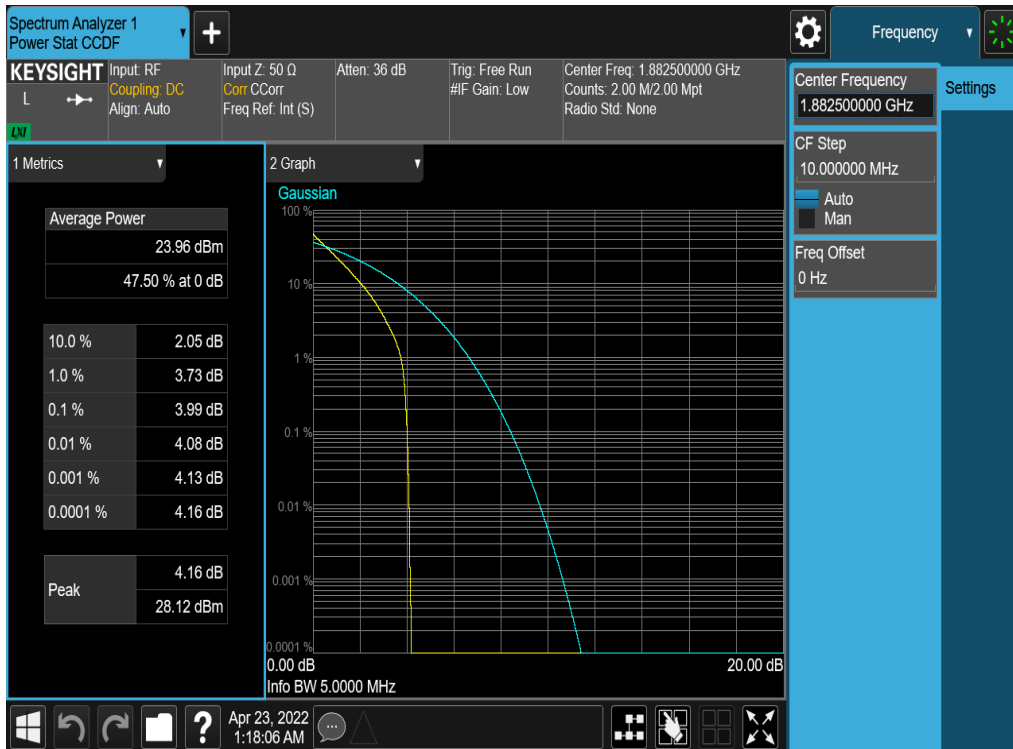 Spectrum Analyzer 1
Power Stat CCDF
+
Frequency
KEYSIGHT
L
LXI
Input: RF
Coupling: DC
Align: Auto
Input Z: 50 Ω
Corr CCorr
Freq Ref: Int (S)
Atten: 36 dB
Trig: Free Run
#IF Gain: Low
Center Freq: 1.882500000 GHz
Counts: 2.00 M/2.00 Mpt
Radio Std: None
Center Frequency
1.882500000 GHz
Settings
CF Step
10.000000 MHz
Auto
Man
Freq Offset
0 Hz
1 Metrics
Average Power
23.96 dBm
47.50 % at 0 dB
10.0 % 2.05 dB
1.0 % 3.73 dB
0.1 % 3.99 dB
0.01 % 4.08 dB
0.001 % 4.13 dB
0.0001 % 4.16 dB
Peak
4.16 dB
28.12 dBm
2 Graph
Gaussian
100 %
10 %
1 %
0.1 %
0.01 %
0.001 %
0.0001 %
0.00 dB 20.00 dB
Info BW 5.0000 MHz
?
Apr 23, 2022
1:18:06 AM